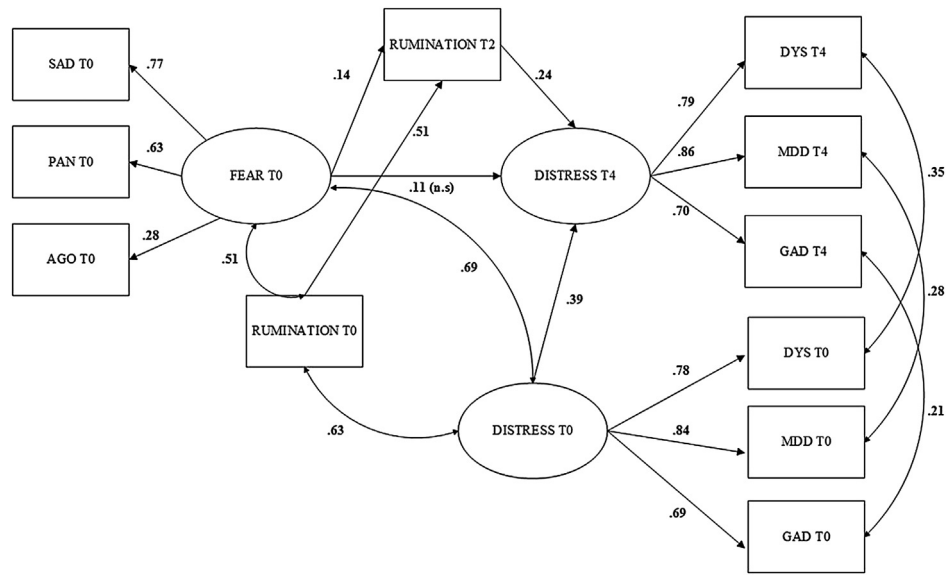 RUMINATION T2
DYS T4
SAD T0
.77
.14
.24
.79
.51
MDD T4
.86
.35
PAN T0
.63
FEAR T0
DISTRESS T4
.11 (n.s)
.70
.28
AGO T0
.51
.69
GAD T4
.28
.39
RUMINATION T0
DYS T0
.78
.21
.63
DISTRESS T0
.84
MDD T0
.69
GAD T0